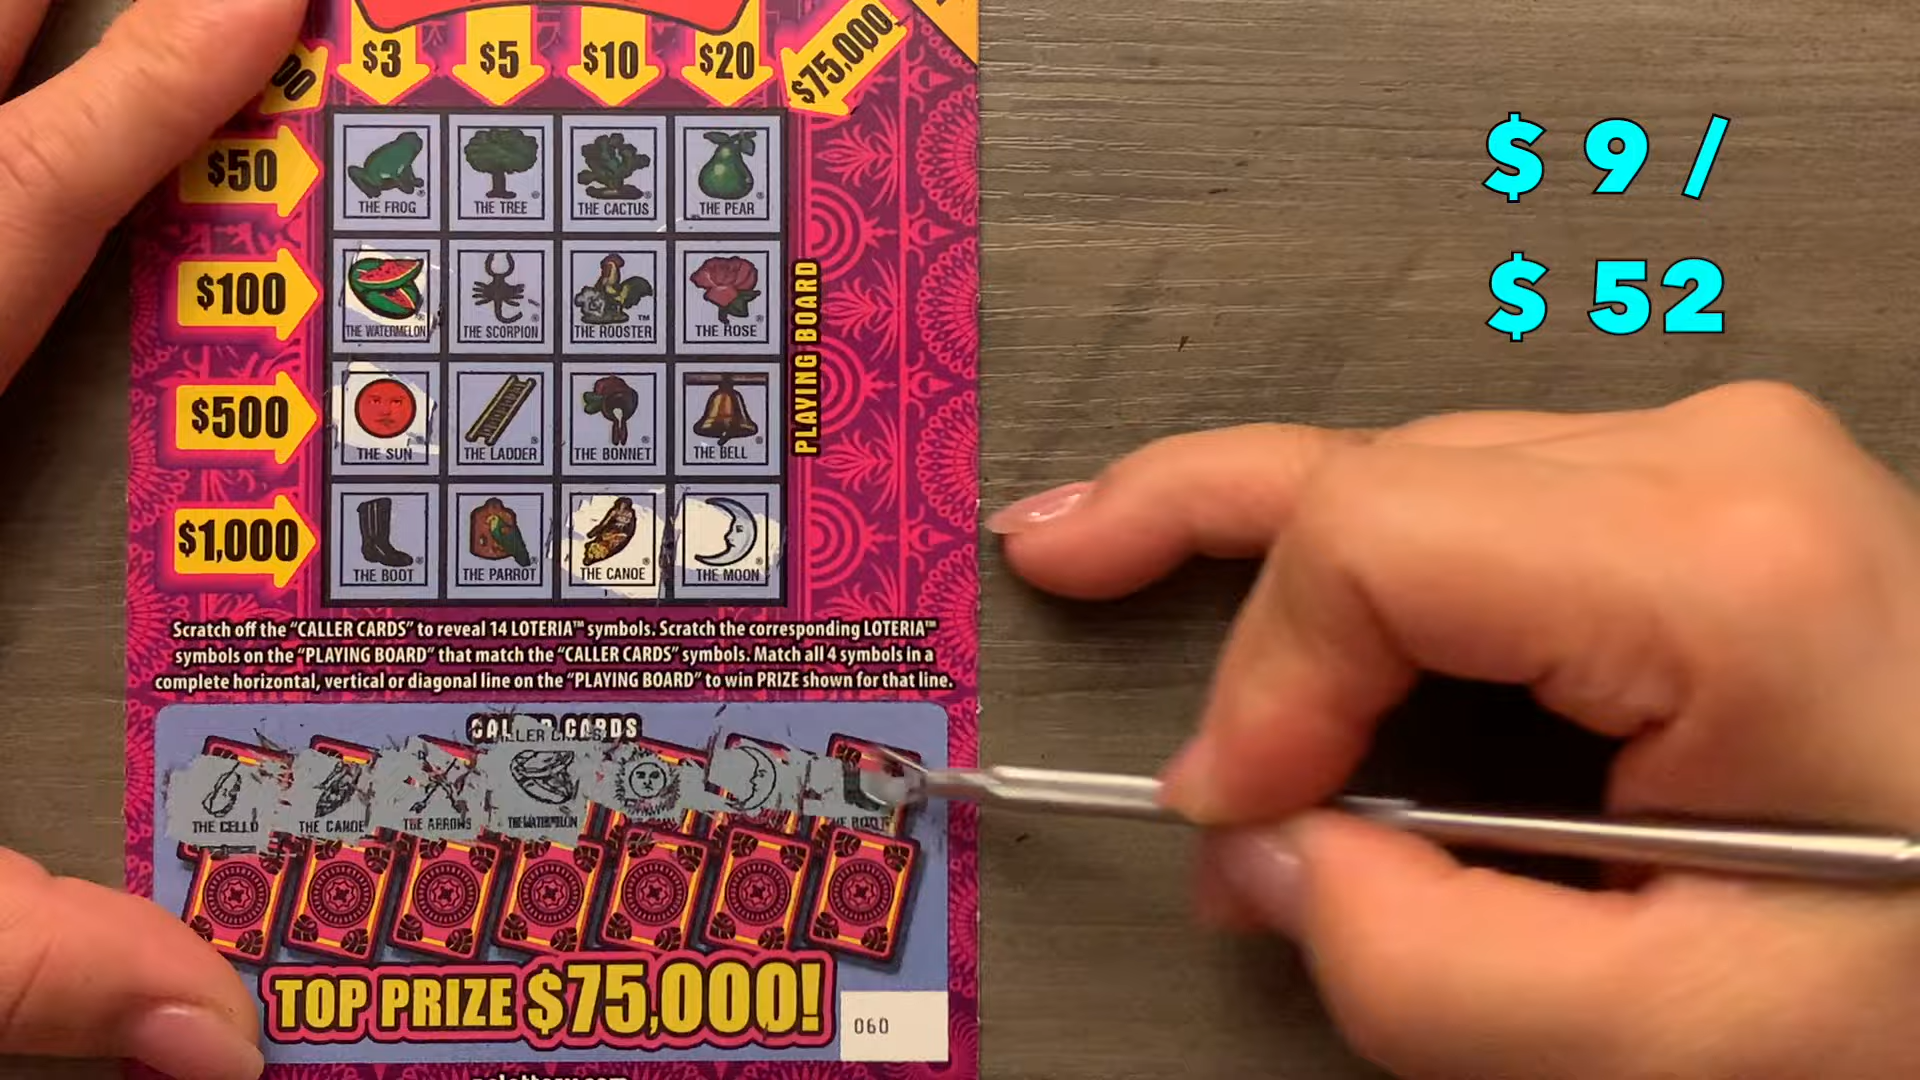 $3 $5 $10 $20 $75,000
$50
THE FROG THE TREE THE CACTUS THE PEAR
$100
THE WATERMELON THE SCORPION THE ROOSTER™ THE ROSE
$500
THE SUN THE LADDER THE BONNET THE BELL
$1,000
THE BOOT THE PARROT THE CANOE THE MOON
PLAYING BOARD
Scratch off the "CALLER CARDS" to reveal 14 LOTERIA™ symbols. Scratch the corresponding LOTERIA™
symbols on the "PLAYING BOARD" that match the "CALLER CARDS" symbols. Match all 4 symbols in a
complete horizontal, vertical or diagonal line on the "PLAYING BOARD" to win PRIZE shown for that line.
CALLER CARDS
THE CELLO THE CANOE THE ARROWS THE WATERMELON
TOP PRIZE $75,000!
060
$ 9 /
$ 52